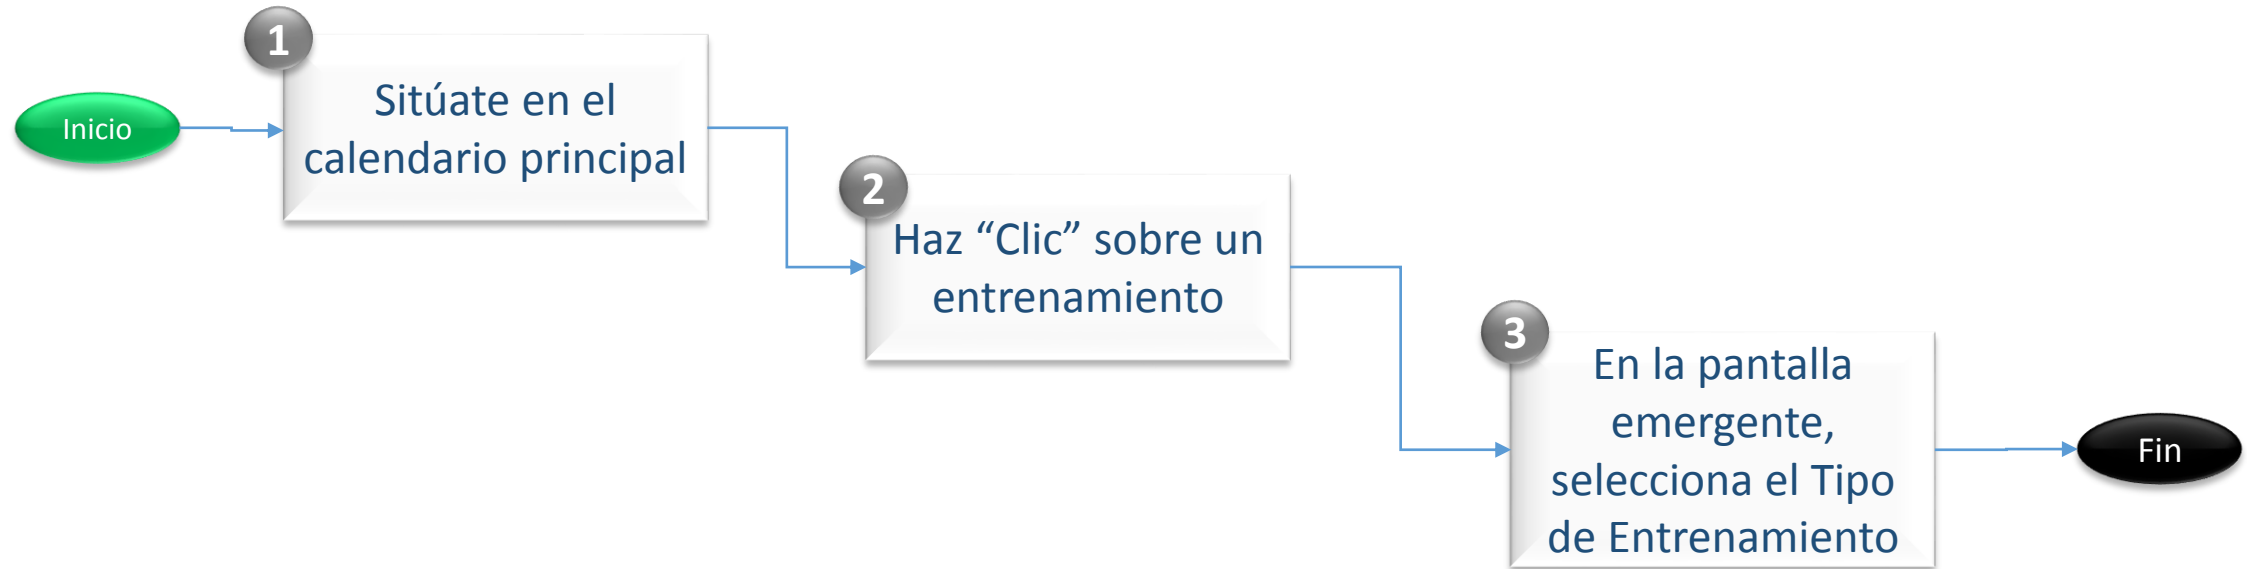 1
Inicio
Sitúate en el
calendario principal
2
Haz “Clic” sobre un
entrenamiento
3
En la pantalla
emergente,
selecciona el Tipo
de Entrenamiento
Fin